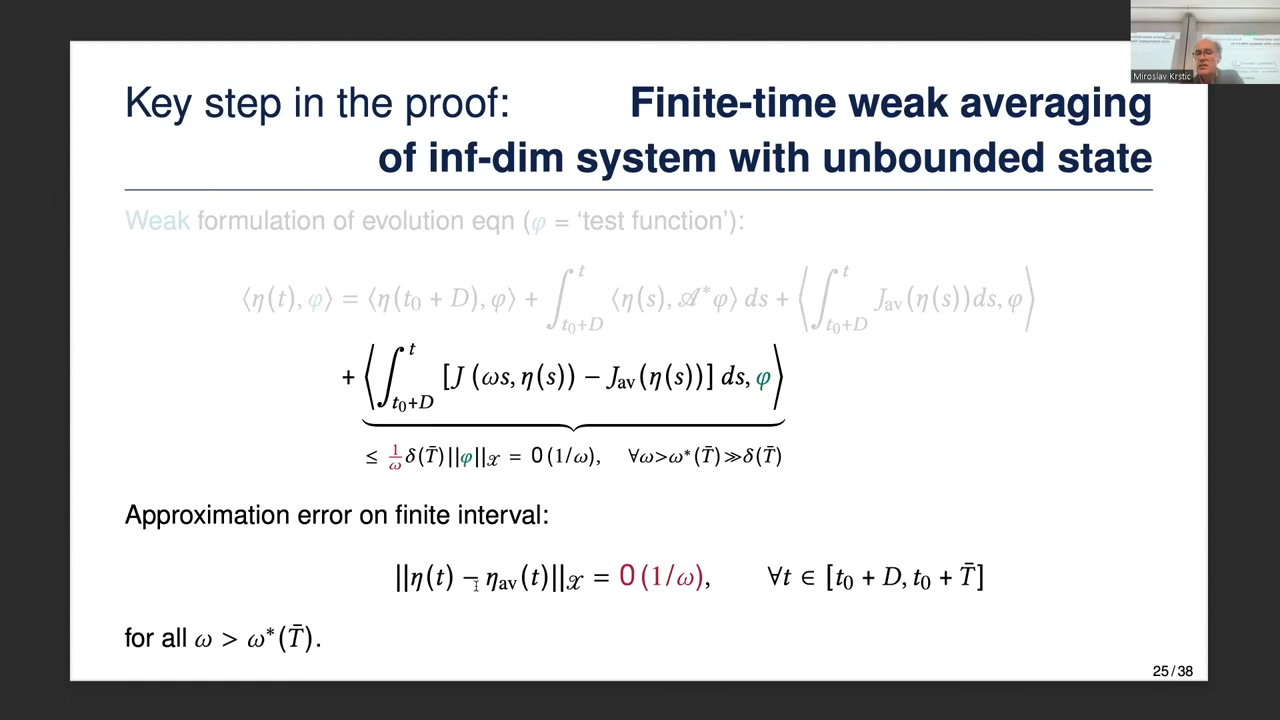 Key step in the proof: Finite-time weak averaging
of inf-dim system with unbounded state
Weak formulation of evolution eqn (φ = ‘test function’):
⟨η(t), φ⟩ = ⟨η(t₀ + D), φ⟩ + ∫_{t₀+D}^{t} ⟨η(s), 𝒜*φ⟩ ds + ⟨∫_{t₀+D}^{t} J_av(η(s))ds, φ⟩
+ ⟨∫_{t₀+D}^{t} [J (ωs, η(s)) − J_av(η(s))] ds, φ⟩
≤ 1/ω δ(T̄)||φ||_𝒳 = O(1/ω), ∀ω>ω*(T̄)≫δ(T̄)
Approximation error on finite interval:
||η(t) − η_av(t)||_𝒳 = O(1/ω), ∀t ∈ [t₀ + D, t₀ + T̄]
for all ω > ω*(T̄).
25 / 38
Miroslav Krstic